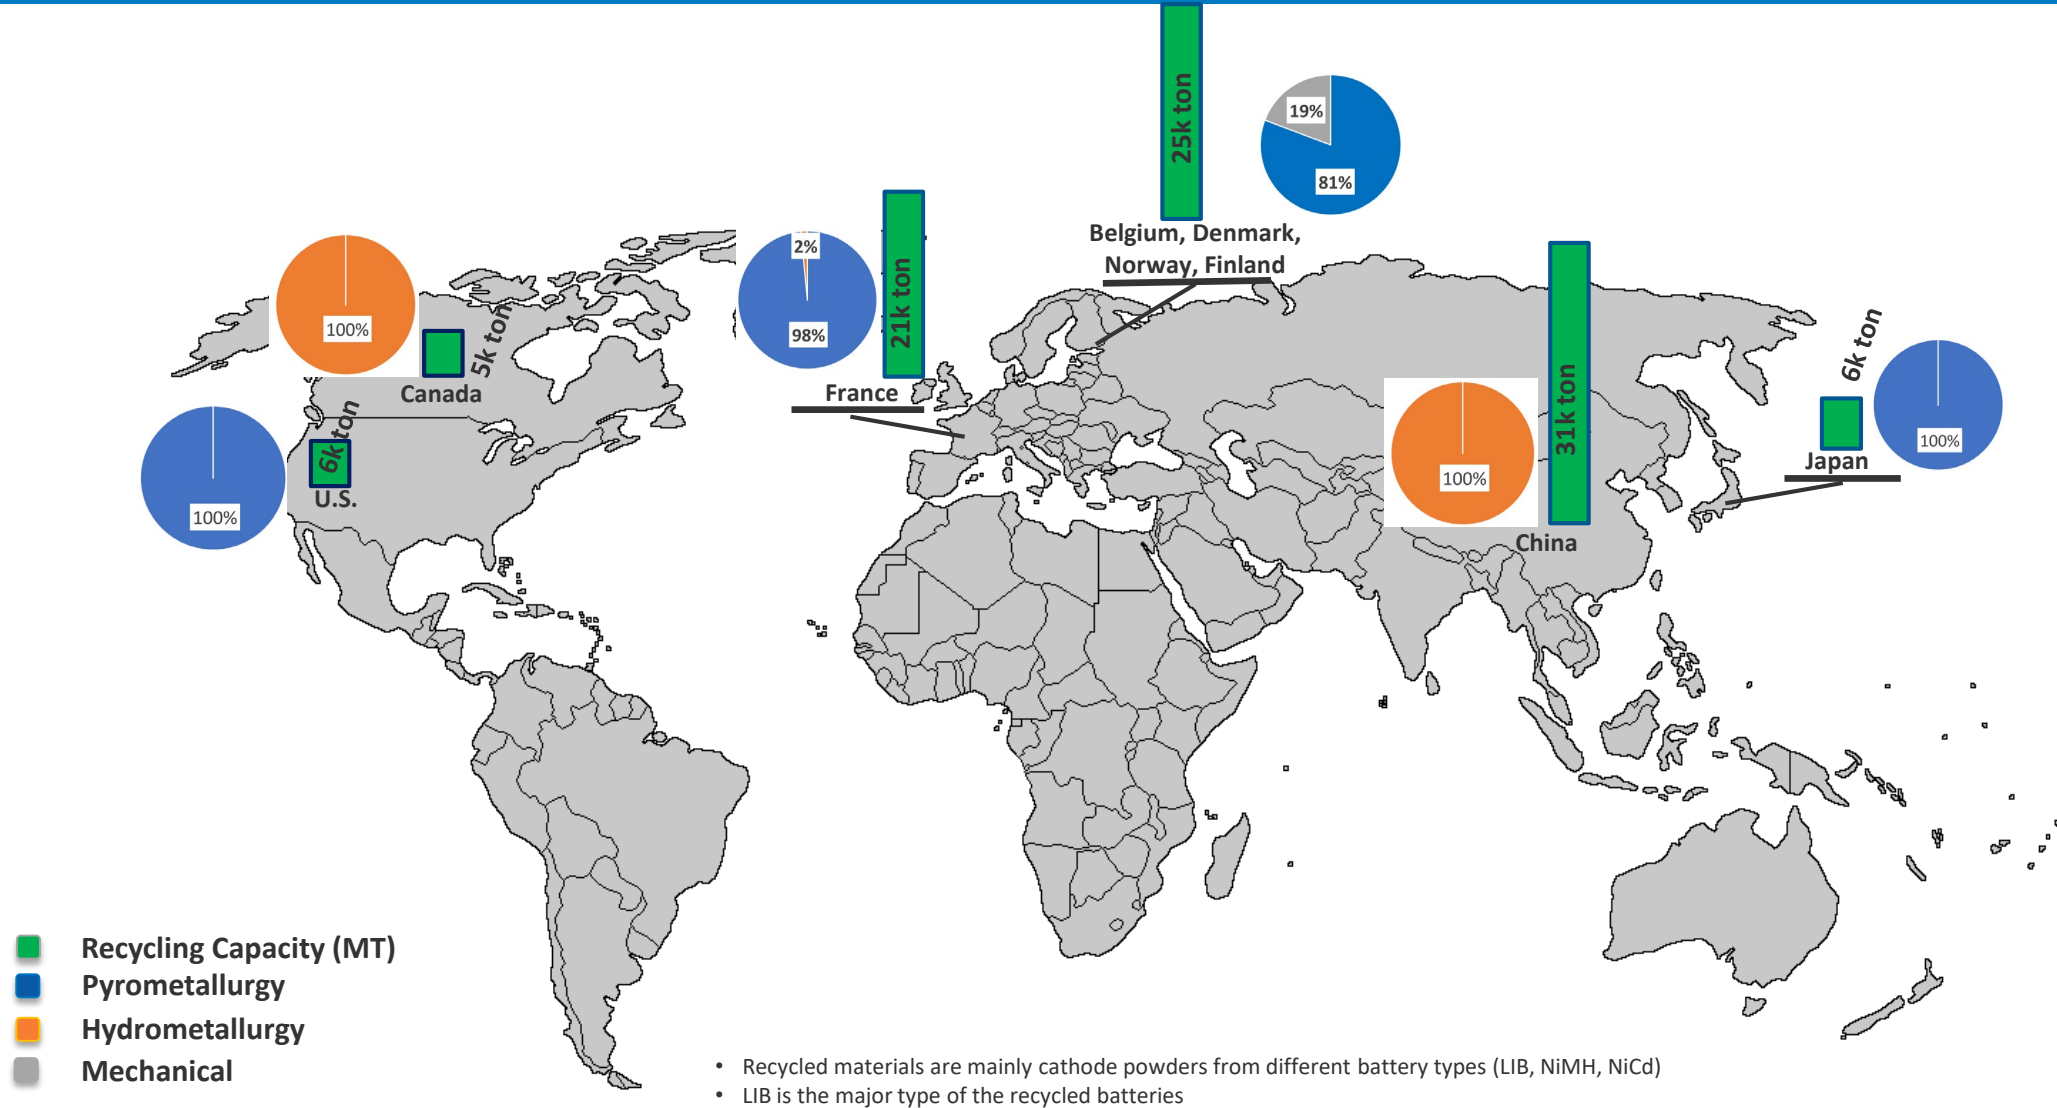 25k ton
19%
81%
Belgium, Denmark,
Norway, Finland
2%
98%
21k ton
France
100%
5k ton
Canada
100%
6k ton
U.S.
100%
31k ton
China
6k ton
100%
Japan
Recycling Capacity (MT)
Pyrometallurgy
Hydrometallurgy
Mechanical
• Recycled materials are mainly cathode powders from different battery types (LIB, NiMH, NiCd)
• LIB is the major type of the recycled batteries